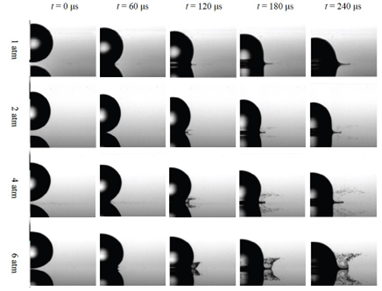 t = 0 μs
t = 60 μs
t = 120 μs
t = 180 μs
t = 240 μs
1 atm
2 atm
4 atm
6 atm